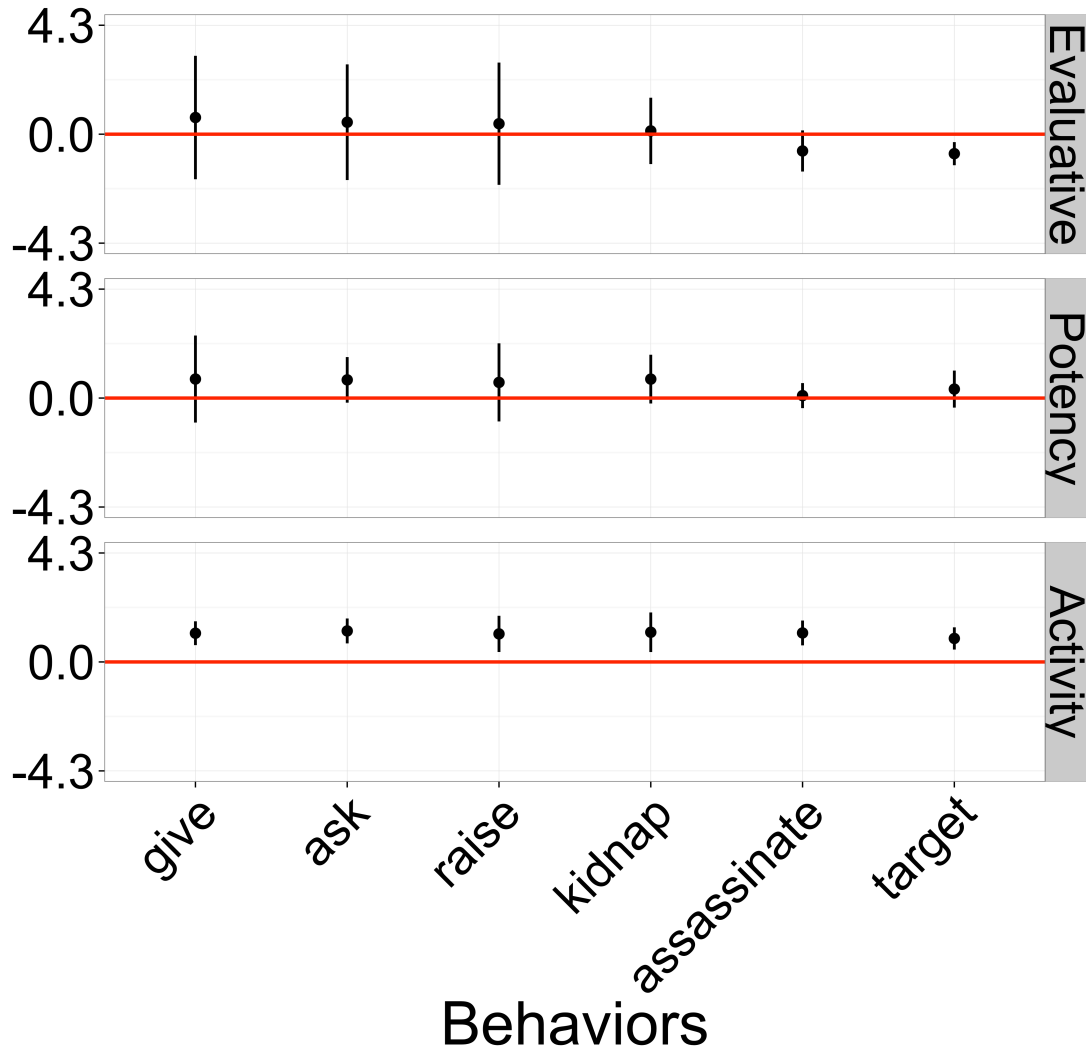 4.3
0.0
-4.3
Evaluative
4.3
0.0
-4.3
Potency
4.3
0.0
-4.3
Activity
give
ask
raise
kidnap
assassinate
target
Behaviors